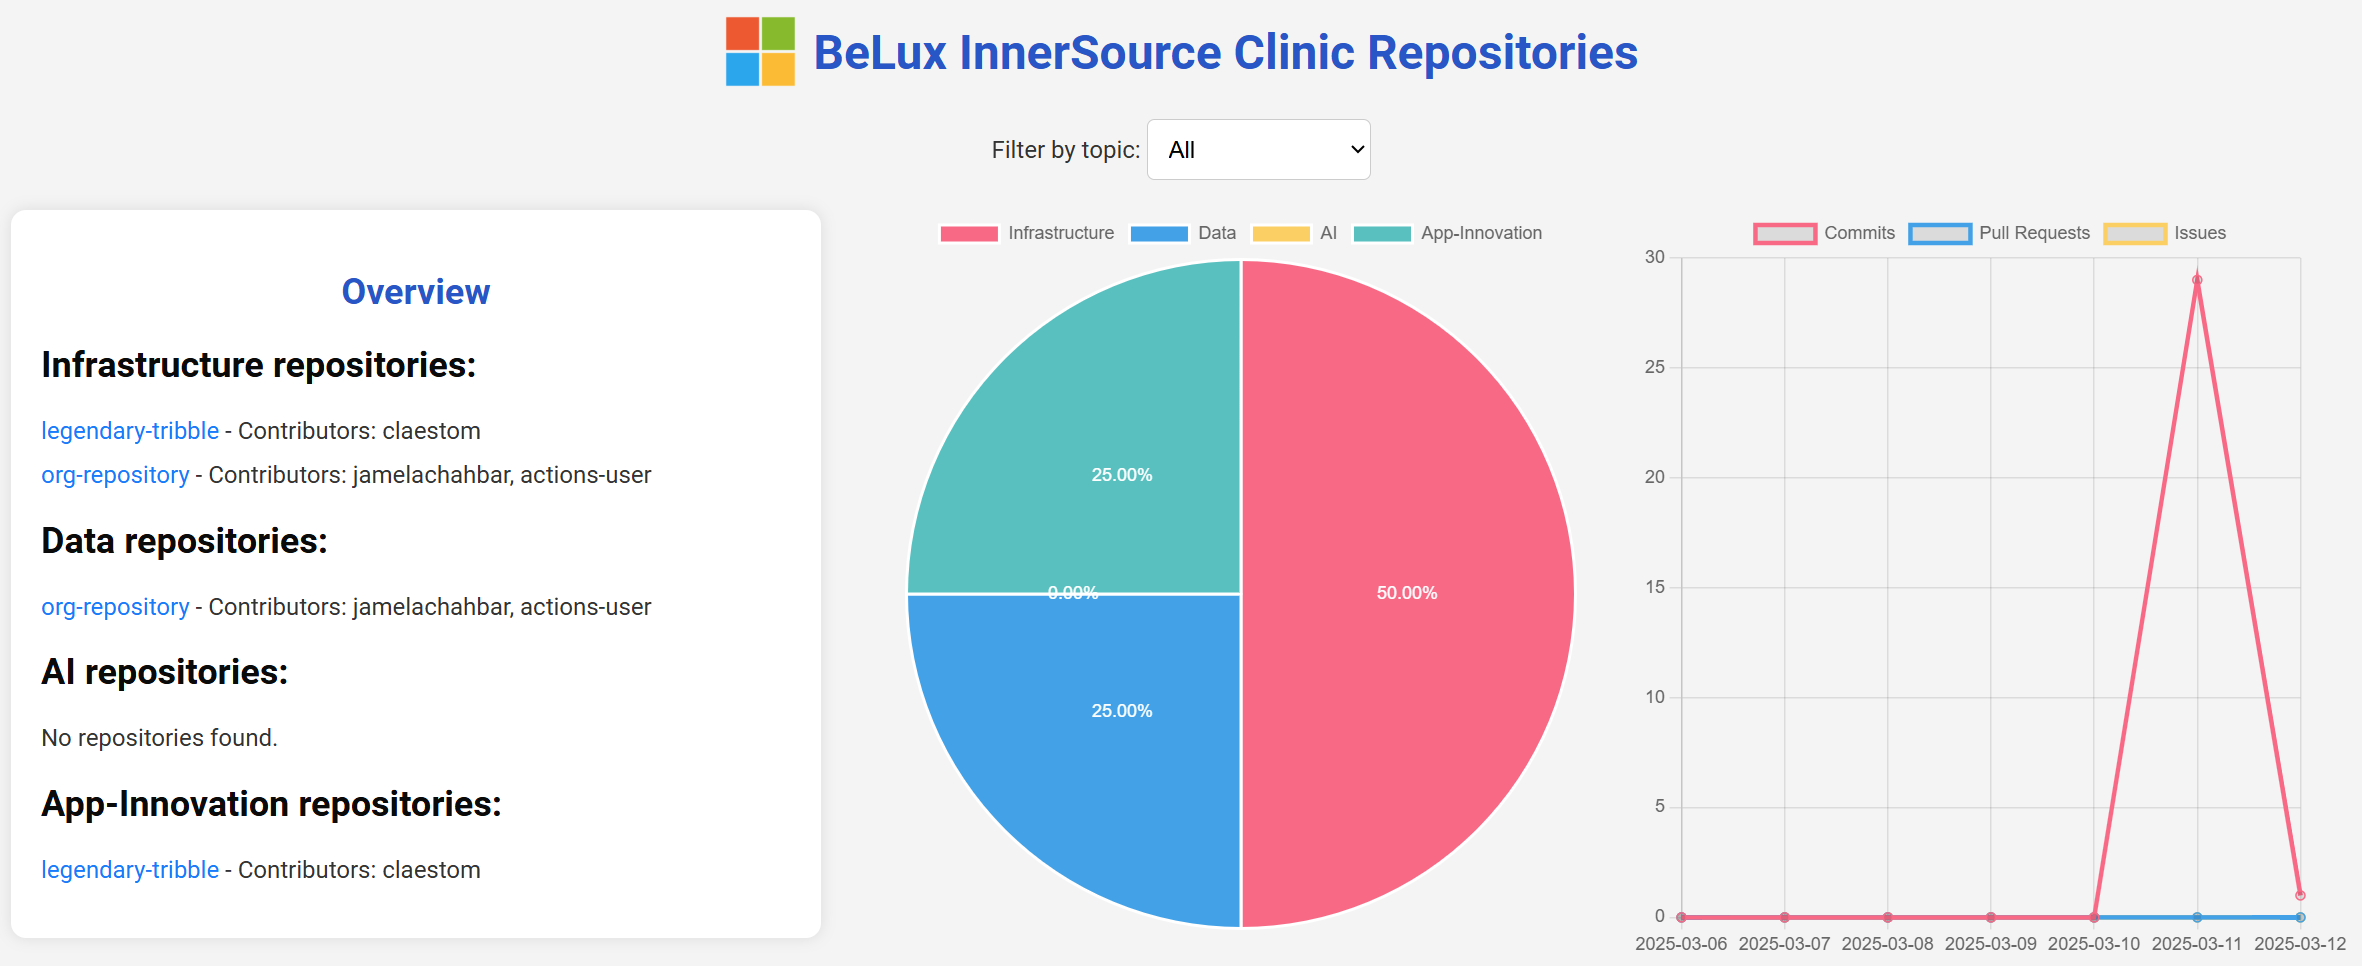 BeLux InnerSource Clinic Repositories
Filter by topic: All
Overview
Infrastructure repositories:
legendary-tribble - Contributors: claestom
org-repository - Contributors: jamelachahbar, actions-user
Data repositories:
org-repository - Contributors: jamelachahbar, actions-user
AI repositories:
No repositories found.
App-Innovation repositories:
legendary-tribble - Contributors: claestom
Infrastructure Data AI App-Innovation
25.00%
0.00%
50.00%
25.00%
Commits Pull Requests Issues
30
25
20
15
10
5
0
2025-03-06 2025-03-07 2025-03-08 2025-03-09 2025-03-10 2025-03-11 2025-03-12